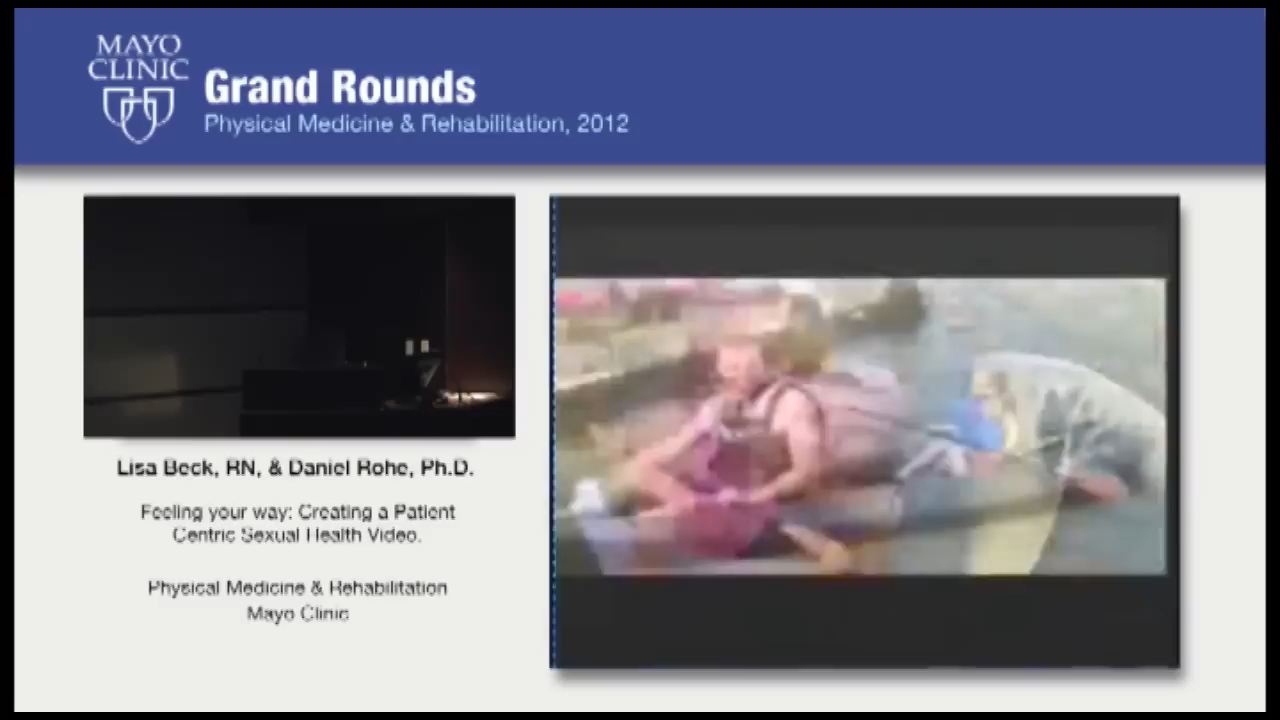 MAYO
CLINIC
Grand Rounds
Physical Medicine & Rehabilitation, 2012
Lisa Beck, RN, & Daniel Rohe, Ph.D.
Feeling your way: Creating a Patient
Centric Sexual Health Video.
Physical Medicine & Rehabilitation
Mayo Clinic